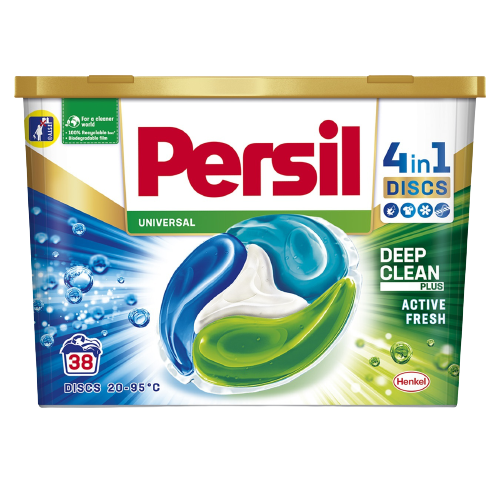 For a cleaner
world
• 100% Recyclable box¹
• Biodegradable film
Persil
4in1
DISCS
UNIVERSAL
DEEP
CLEAN
PLUS
ACTIVE
FRESH
38
DISCS 20-95°C
Henkel